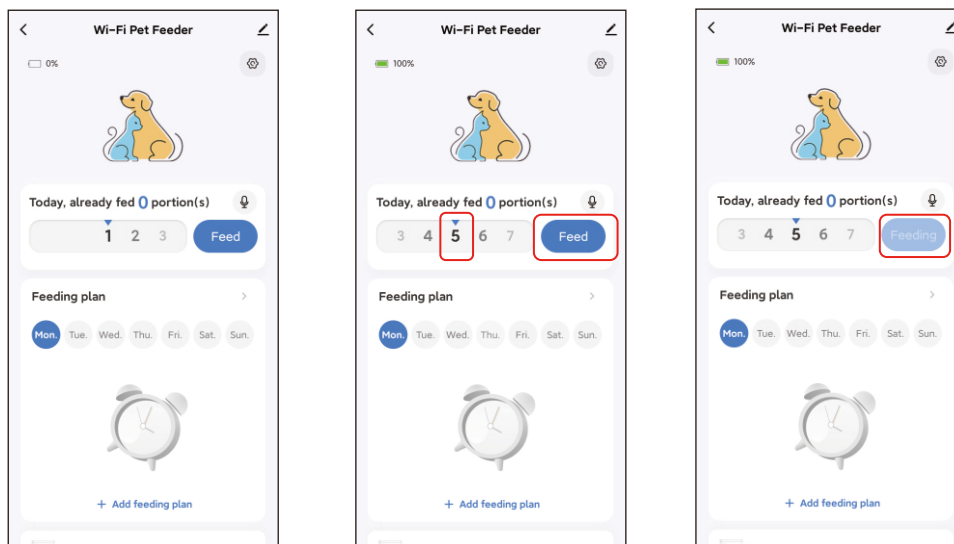 Wi-Fi Pet Feeder
0%
Today, already fed 0 portion(s)
1 2 3 Feed
Feeding plan
Mon. Tue. Wed. Thu. Fri. Sat. Sun.
+ Add feeding plan
Wi-Fi Pet Feeder
100%
Today, already fed 0 portion(s)
3 4 5 6 7 Feed
Feeding plan
Mon. Tue. Wed. Thu. Fri. Sat. Sun.
+ Add feeding plan
Wi-Fi Pet Feeder
100%
Today, already fed 0 portion(s)
3 4 5 6 7 Feeding
Feeding plan
Mon. Tue. Wed. Thu. Fri. Sat. Sun.
+ Add feeding plan